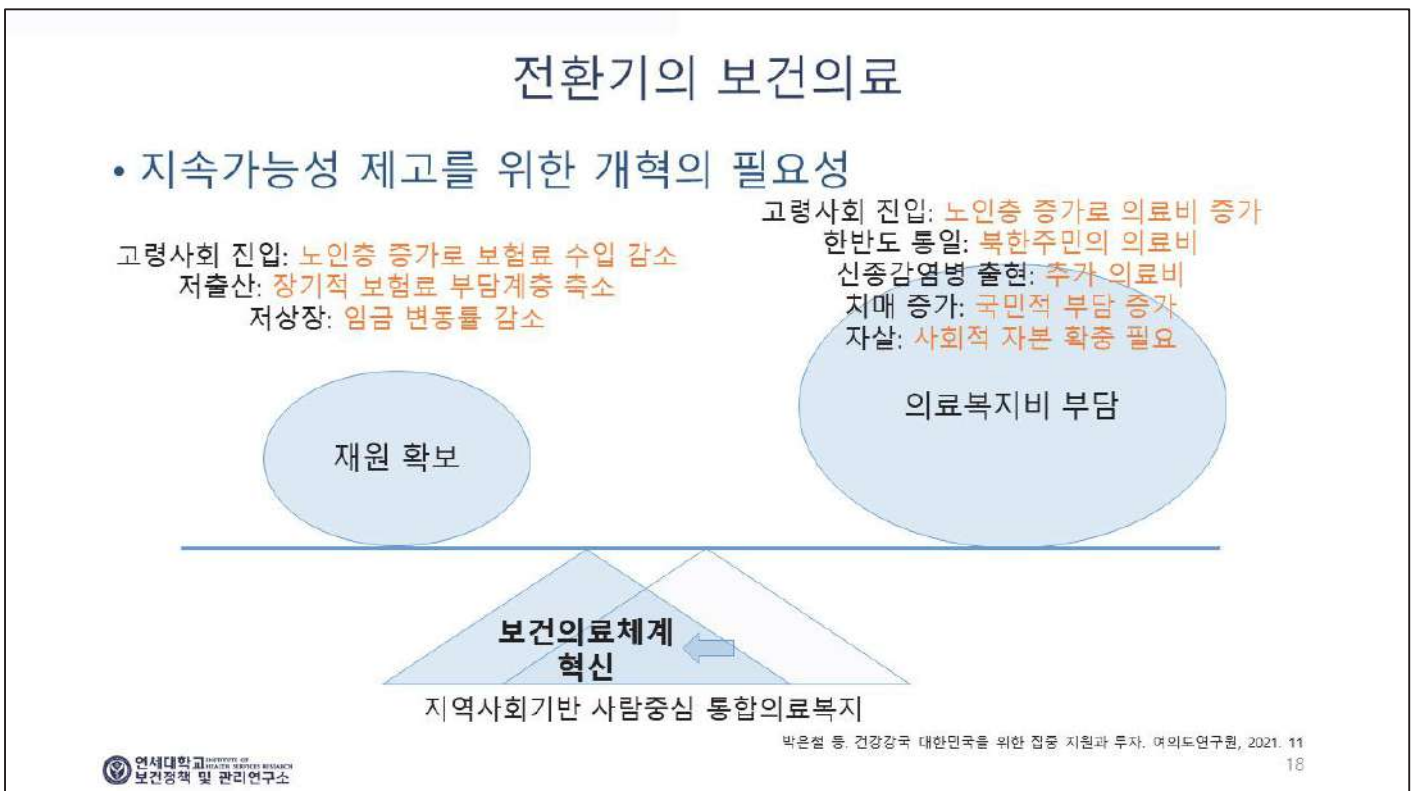 전환기의 보건의료
• 지속가능성 제고를 위한 개혁의 필요성
고령사회 진입: 노인층 증가로 보험료 수입 감소
저출산: 장기적 보험료 부담계층 축소
저상장: 임금 변동률 감소
고령사회 진입: 노인층 증가로 의료비 증가
한반도 통일: 북한주민의 의료비
신종감염병 출현: 추가 의료비
치매 증가: 국민적 부담 증가
자살: 사회적 자본 확충 필요
재원 확보
의료복지비 부담
보건의료체계
혁신
지역사회기반 사람중심 통합의료복지
박은철 등. 건강강국 대한민국을 위한 집중 지원과 투자. 여의도연구원, 2021. 11
18
연세대학교 INSTITUTE OF HEALTH SERVICES RESEARCH
보건정책 및 관리연구소